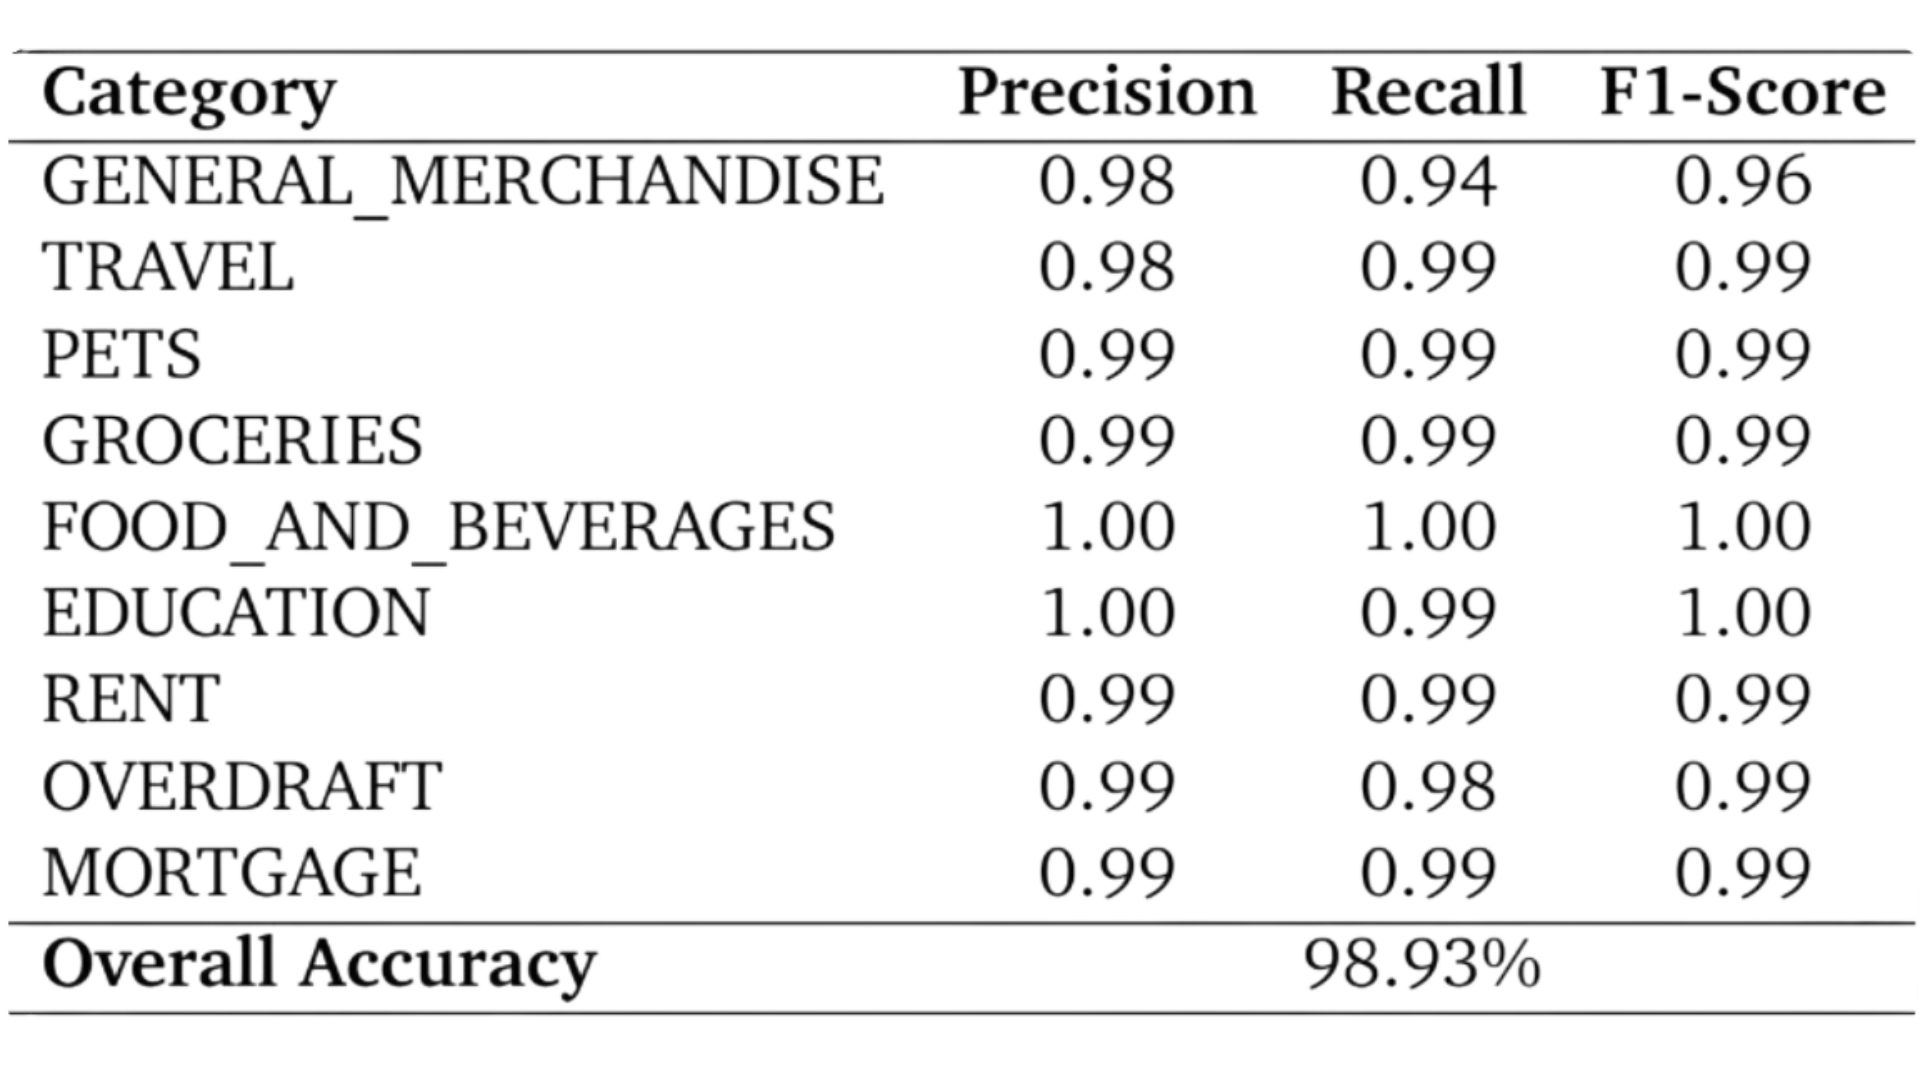 Category Precision Recall F1-Score
GENERAL_MERCHANDISE 0.98 0.94 0.96
TRAVEL 0.98 0.99 0.99
PETS 0.99 0.99 0.99
GROCERIES 0.99 0.99 0.99
FOOD_AND_BEVERAGES 1.00 1.00 1.00
EDUCATION 1.00 0.99 1.00
RENT 0.99 0.99 0.99
OVERDRAFT 0.99 0.98 0.99
MORTGAGE 0.99 0.99 0.99
Overall Accuracy 98.93%